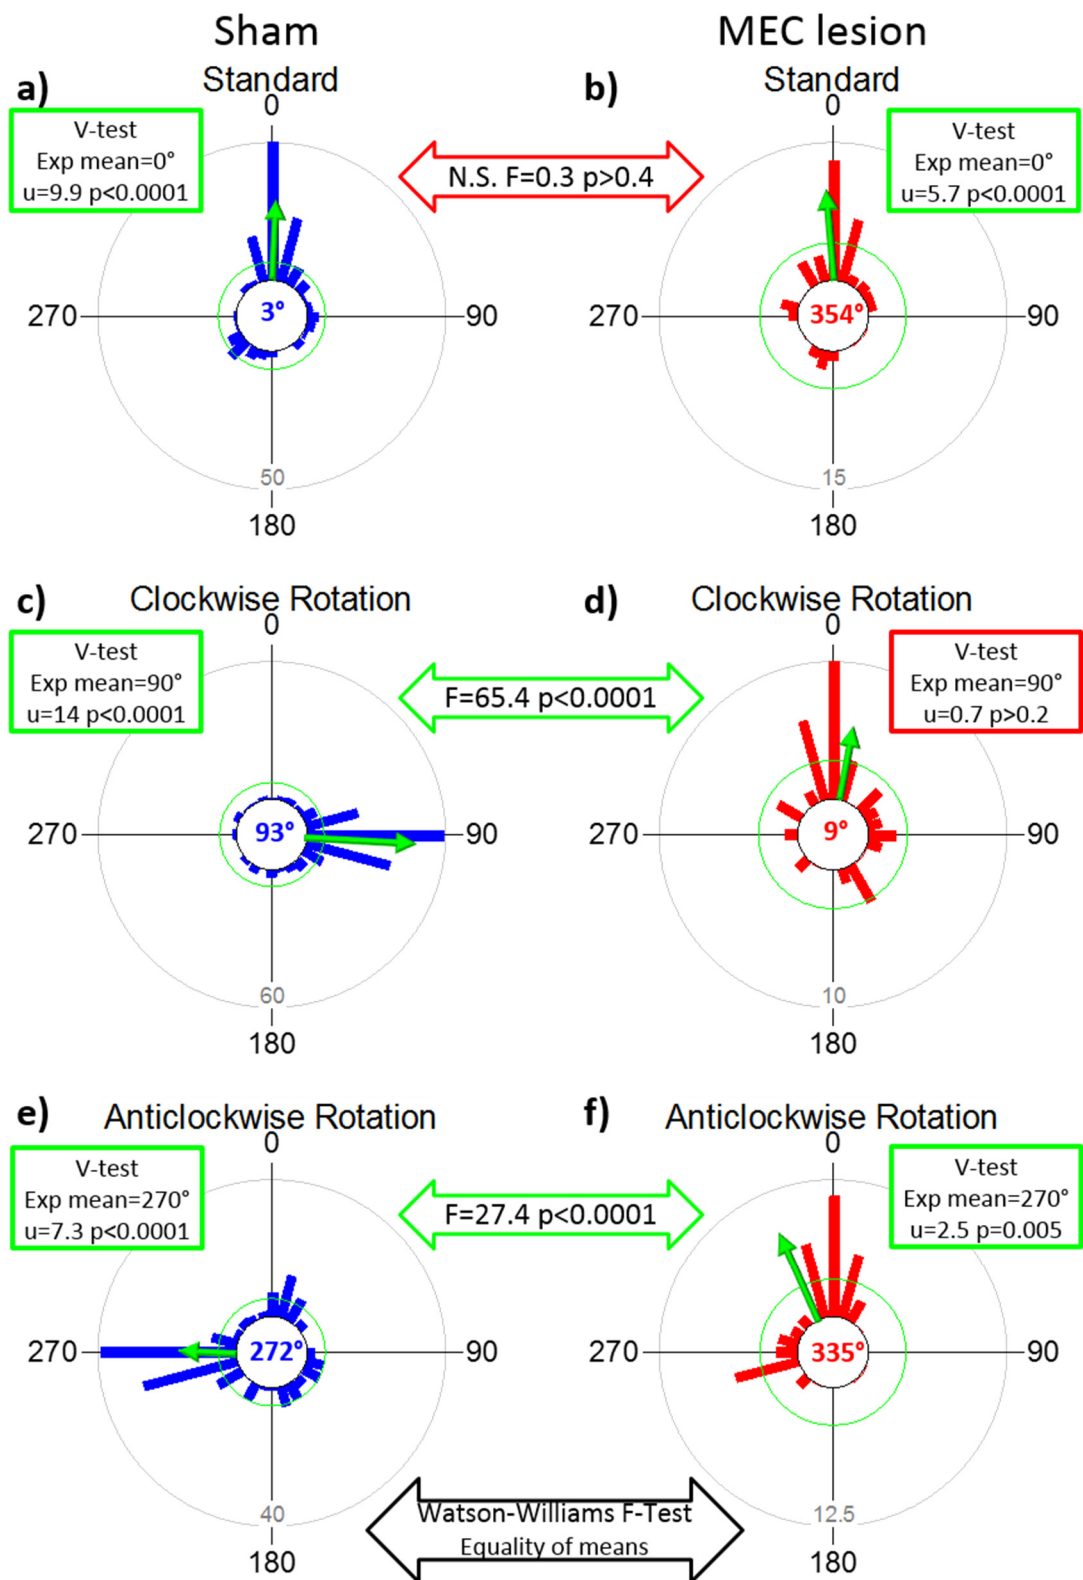 Sham
MEC lesion
a)
Standard
0
V-test
Exp mean=0°
u=9.9 p<0.0001
3°
270
90
50
180
N.S. F=0.3 p>0.4
b)
Standard
0
V-test
Exp mean=0°
u=5.7 p<0.0001
354°
270
90
15
180
c)
Clockwise Rotation
0
V-test
Exp mean=90°
u=14 p<0.0001
93°
270
90
60
180
F=65.4 p<0.0001
d)
Clockwise Rotation
0
V-test
Exp mean=90°
u=0.7 p>0.2
9°
270
90
10
180
e)
Anticlockwise Rotation
0
V-test
Exp mean=270°
u=7.3 p<0.0001
272°
270
90
40
180
F=27.4 p<0.0001
f)
Anticlockwise Rotation
0
V-test
Exp mean=270°
u=2.5 p=0.005
335°
270
90
12.5
180
Watson-Williams F-Test
Equality of means